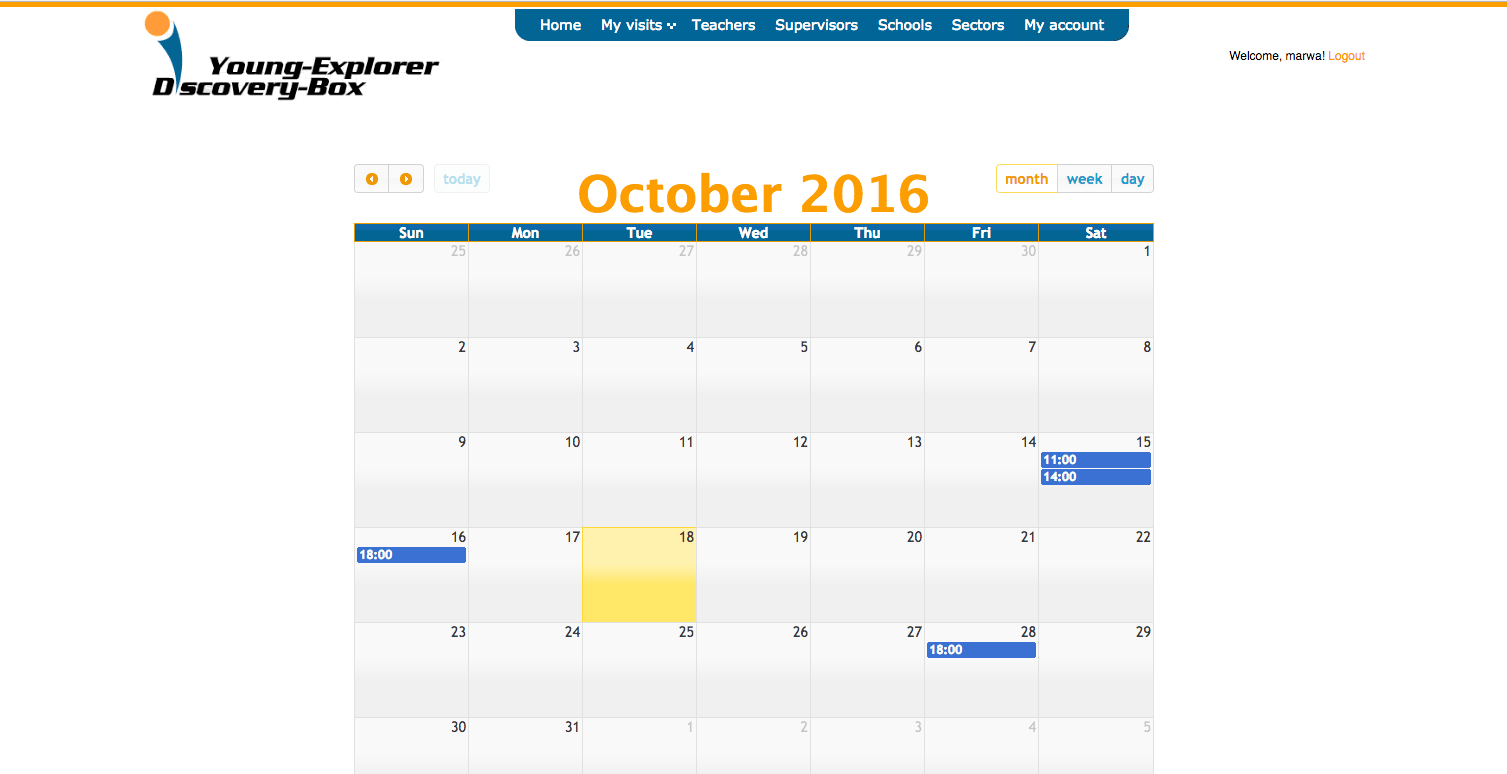 Home My visits Teachers Supervisors Schools Sectors My account
Welcome, marwa! Logout
Young-Explorer
Discovery-Box
today
October 2016
month week day
Sun Mon Tue Wed Thu Fri Sat
25 26 27 28 29 30 1
2 3 4 5 6 7 8
9 10 11 12 13 14 15
11:00
14:00
16 17 18 19 20 21 22
18:00
23 24 25 26 27 28 29
18:00
30 31 1 2 3 4 5